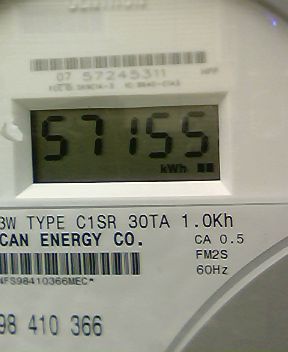 07 57245311
57155
kWh
3W TYPE C1SR 30TA 1.0Kh
CAN ENERGY CO.
CA 0.5
FM2S
60Hz
4FS98410366MEC*
98 410 366